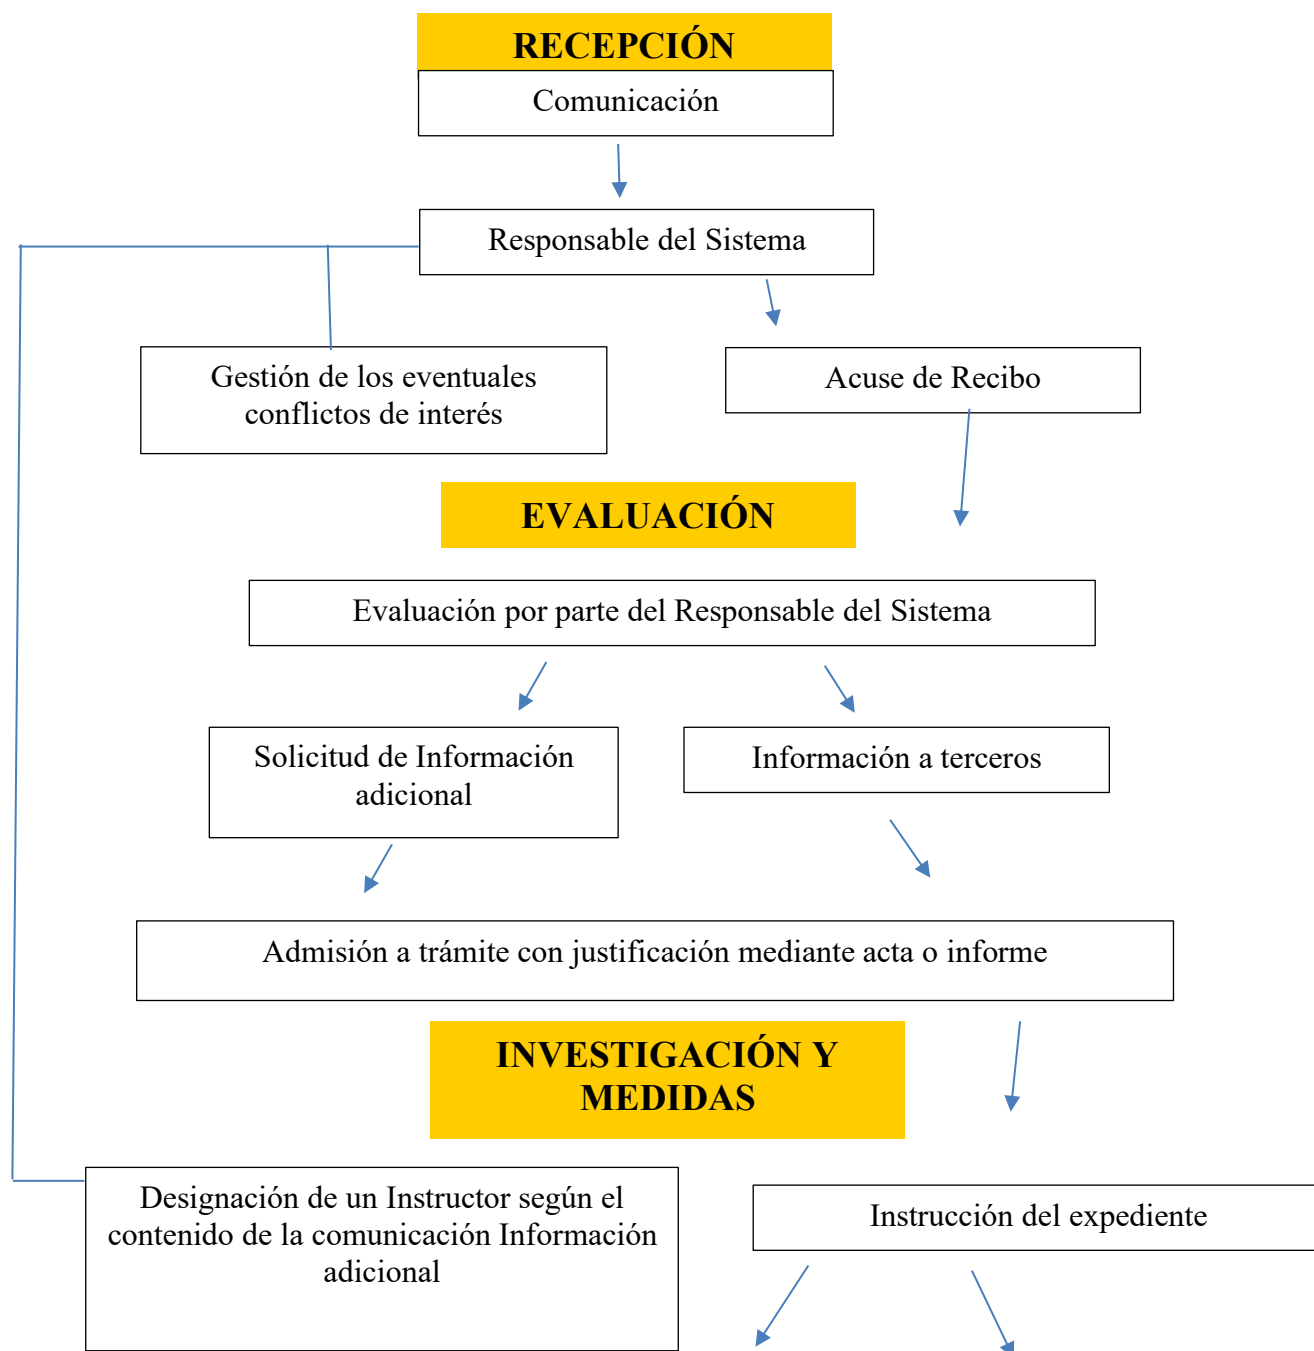 RECEPCIÓN
Comunicación
Responsable del Sistema
Gestión de los eventuales
conflictos de interés
Acuse de Recibo
EVALUACIÓN
Evaluación por parte del Responsable del Sistema
Solicitud de Información
adicional
Información a terceros
Admisión a trámite con justificación mediante acta o informe
INVESTIGACIÓN Y
MEDIDAS
Designación de un Instructor según el
contenido de la comunicación Información
adicional
Instrucción del expediente